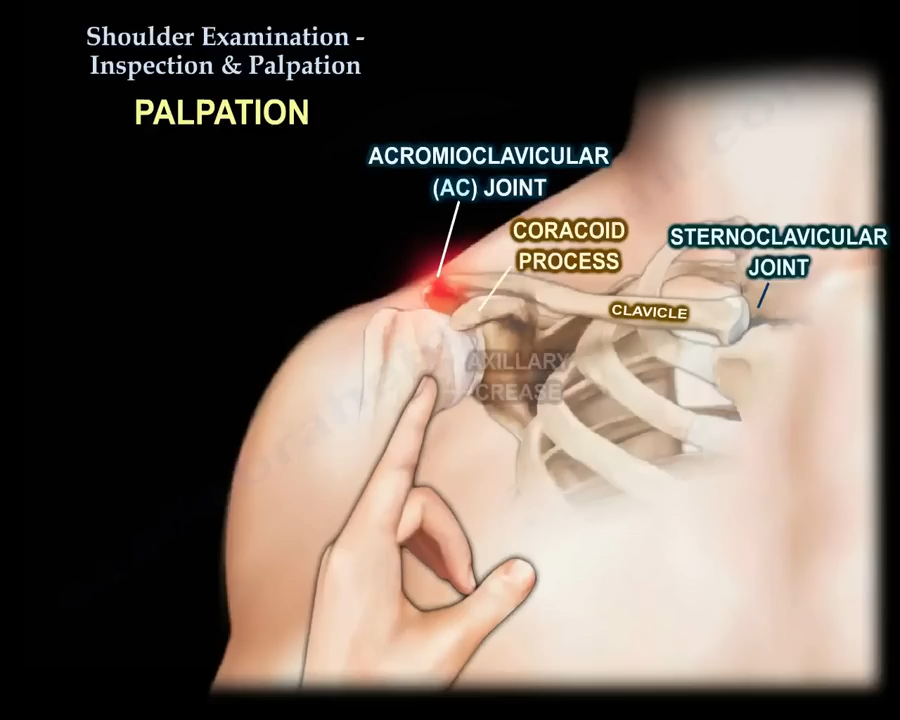 Shoulder Examination -
Inspection & Palpation
PALPATION
ACROMIOCLAVICULAR
(AC) JOINT
CORACOID
PROCESS
STERNOCLAVICULAR
JOINT
CLAVICLE
AXILLARY
CREASE